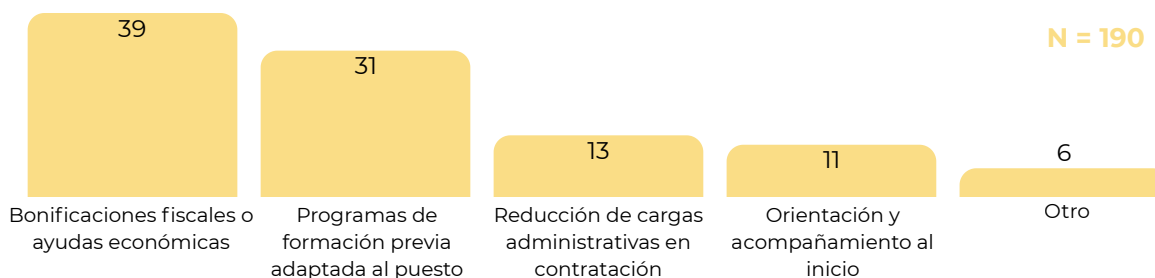 39
N = 190
31
13
11
6
Bonificaciones fiscales o
ayudas económicas
Programas de
formación previa
adaptada al puesto
Reducción de cargas
administrativas en
contratación
Orientación y
acompañamiento al
inicio
Otro